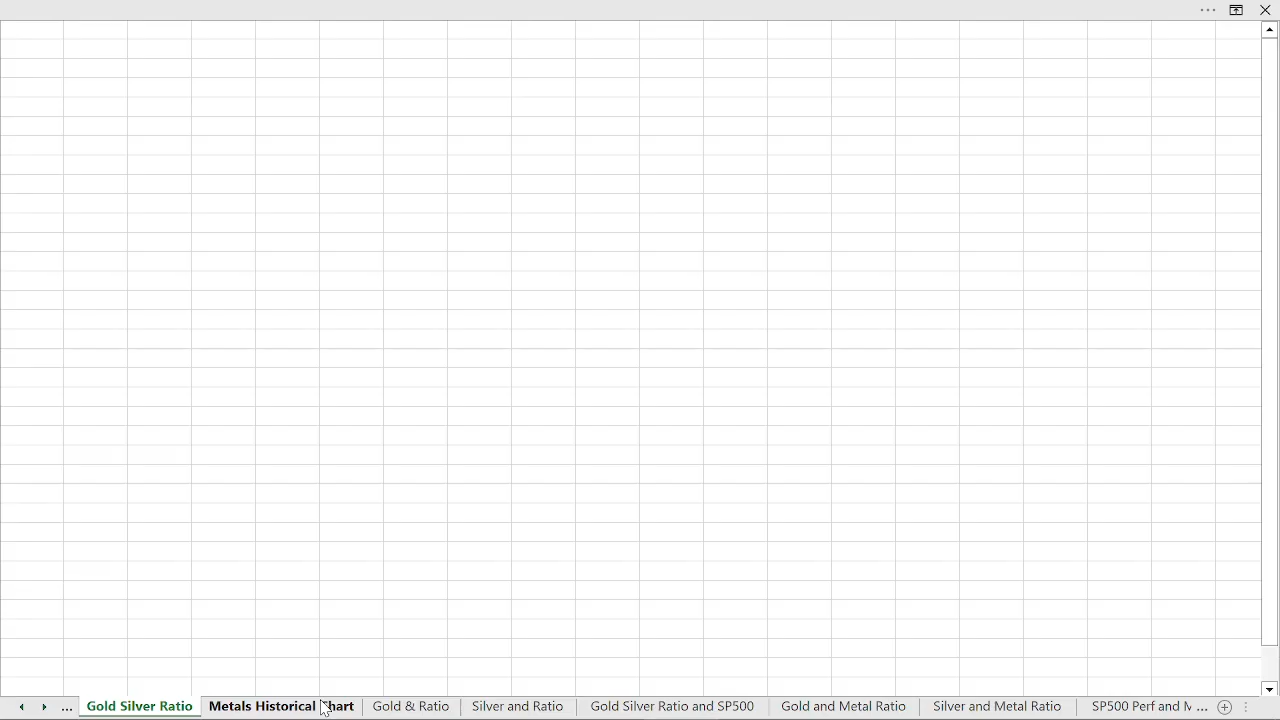 ... Gold Silver Ratio Metals Historical Chart Gold & Ratio Silver and Ratio Gold Silver Ratio and SP500 Gold and Metal Ratio Silver and Metal Ratio SP500 Perf and M ...